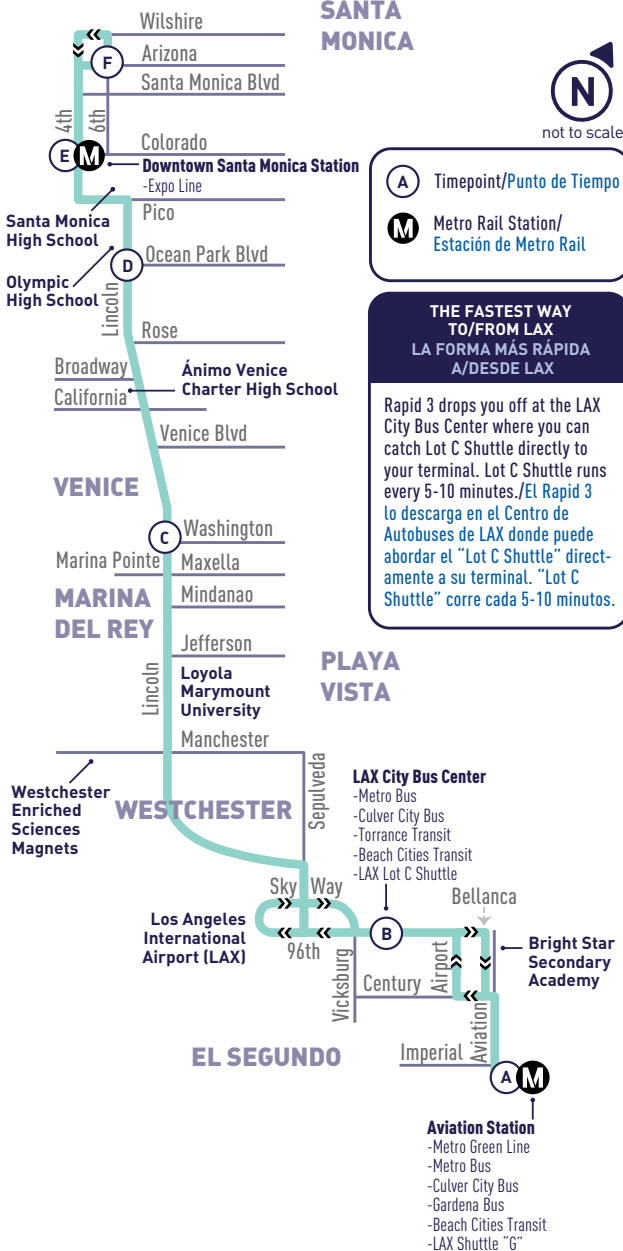 SANTA
MONICA
Wilshire
F
Arizona
Santa Monica Blvd
4th
6th
N
not to scale
Colorado
E M
Downtown Santa Monica Station
-Expo Line
A Timepoint/Punto de Tiempo
M Metro Rail Station/
Estación de Metro Rail
Santa Monica
High School
Pico
D
Ocean Park Blvd
Olympic
High School
Lincoln
Rose
THE FASTEST WAY
TO/FROM LAX
LA FORMA MÁS RÁPIDA
A/DESDE LAX
Rapid 3 drops you off at the LAX
City Bus Center where you can
catch Lot C Shuttle directly to
your terminal. Lot C Shuttle runs
every 5-10 minutes./El Rapid 3
lo descarga en el Centro de
Autobuses de LAX donde puede
abordar el “Lot C Shuttle” direct-
amente a su terminal. “Lot C
Shuttle” corre cada 5-10 minutos.
Broadway
Ánimo Venice
Charter High School
California
Venice Blvd
VENICE
C
Washington
Marina Pointe
Maxella
MARINA
DEL REY
Mindanao
Jefferson
PLAYA
VISTA
Lincoln
Loyola
Marymount
University
Manchester
Sepulveda
Westchester
Enriched
Sciences
Magnets
WESTCHESTER
LAX City Bus Center
-Metro Bus
-Culver City Bus
-Torrance Transit
-Beach Cities Transit
-LAX Lot C Shuttle
Sky Way
Bellanca
Los Angeles
International
Airport (LAX)
96th
B
Bright Star
Secondary
Academy
Vicksburg
Century
Airport
Aviation
EL SEGUNDO
Imperial
A M
Aviation Station
-Metro Green Line
-Metro Bus
-Culver City Bus
-Gardena Bus
-Beach Cities Transit
-LAX Shuttle "G"